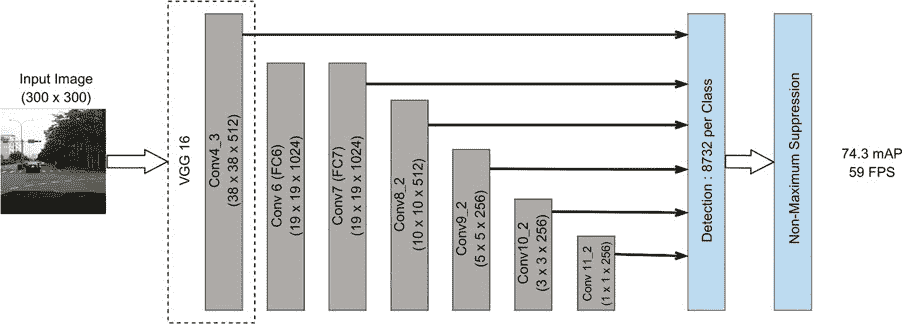 Input Image
(300 x 300)
VGG 16
Conv4_3
(38 x 38 x 512)
Conv 6 (FC6)
(19 x 19 x 1024)
Conv7 (FC7)
(19 x 19 x 1024)
Conv8_2
(10 x 10 x 512)
Conv9_2
(5 x 5 x 256)
Conv10_2
(3 x 3 x 256)
Conv 11_2
(1 x 1 x 256)
Detection : 8732 per Class
Non-Maximum Suppression
74.3 mAP
59 FPS